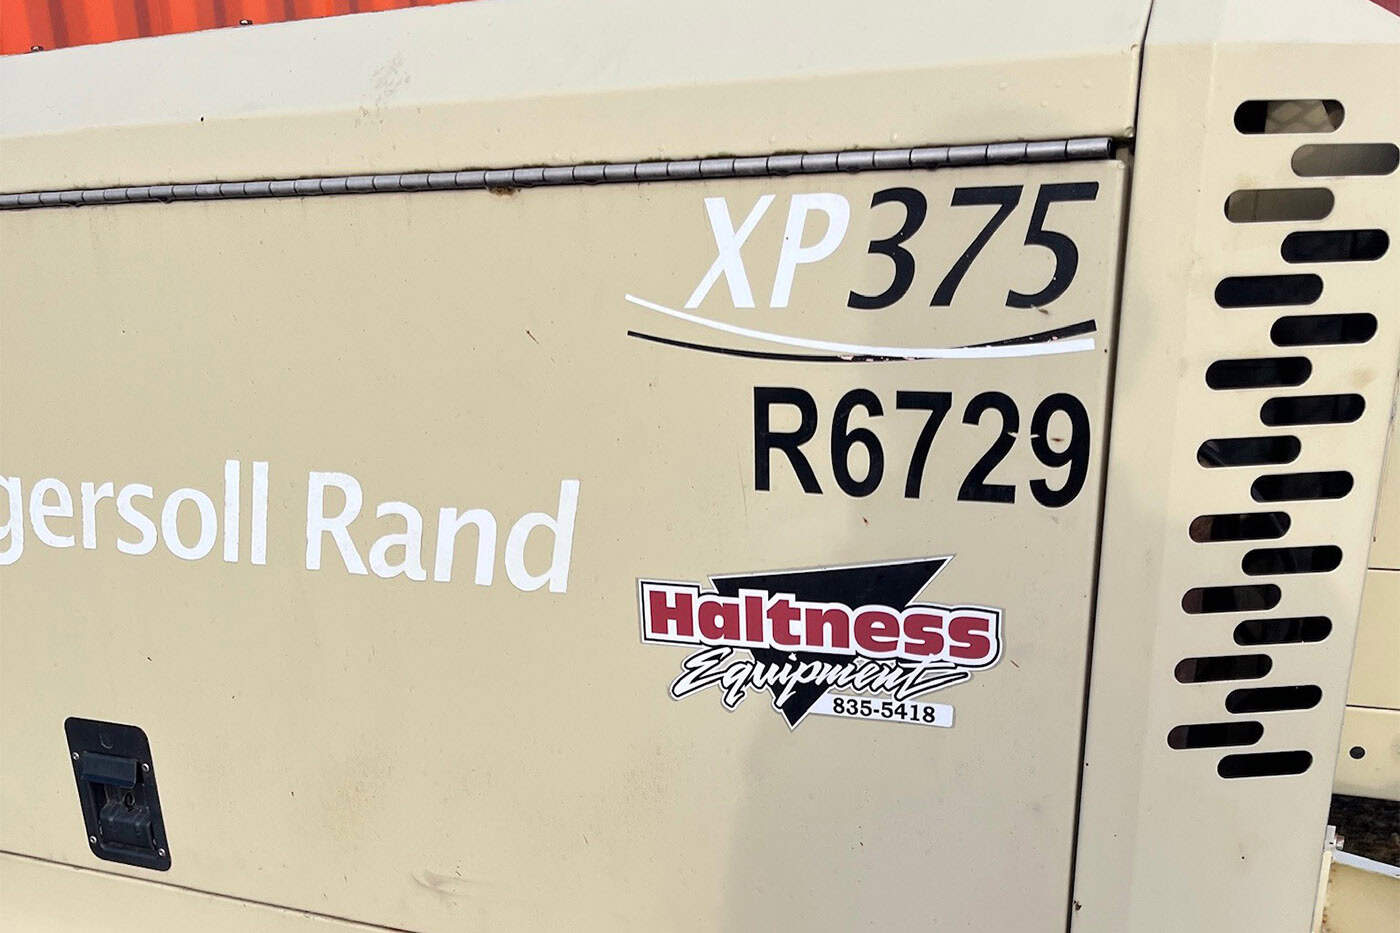 XP375
R6729
gersoll Rand
Haltness
Equipment
835-5418